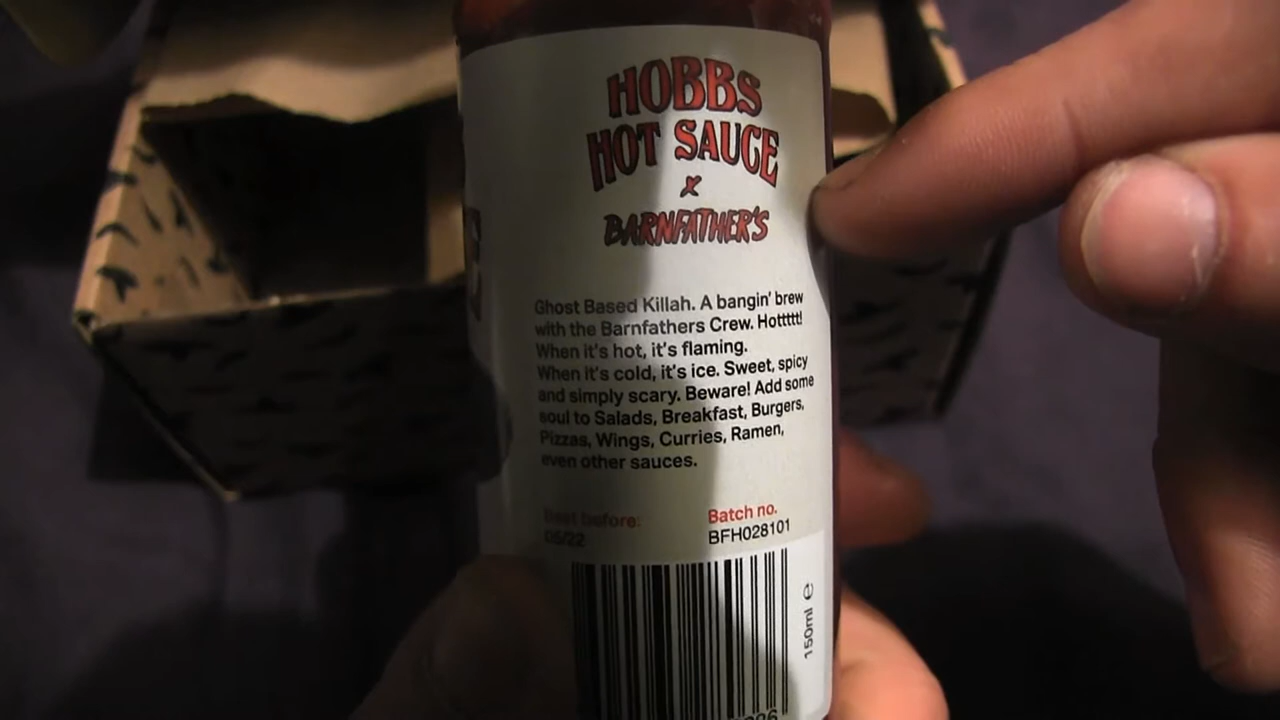 HOBBS
HOT SAUCE
x
BARNFATHER'S
Ghost Based Killah. A bangin' brew
with the Barnfathers Crew. Hottttt!
When it's hot, it's flaming.
When it's cold, it's ice. Sweet, spicy
and simply scary. Beware! Add some
soul to Salads, Breakfast, Burgers,
Pizzas, Wings, Curries, Ramen,
even other sauces.
Best before:
05/22
Batch no.
BFH028101
150ml e